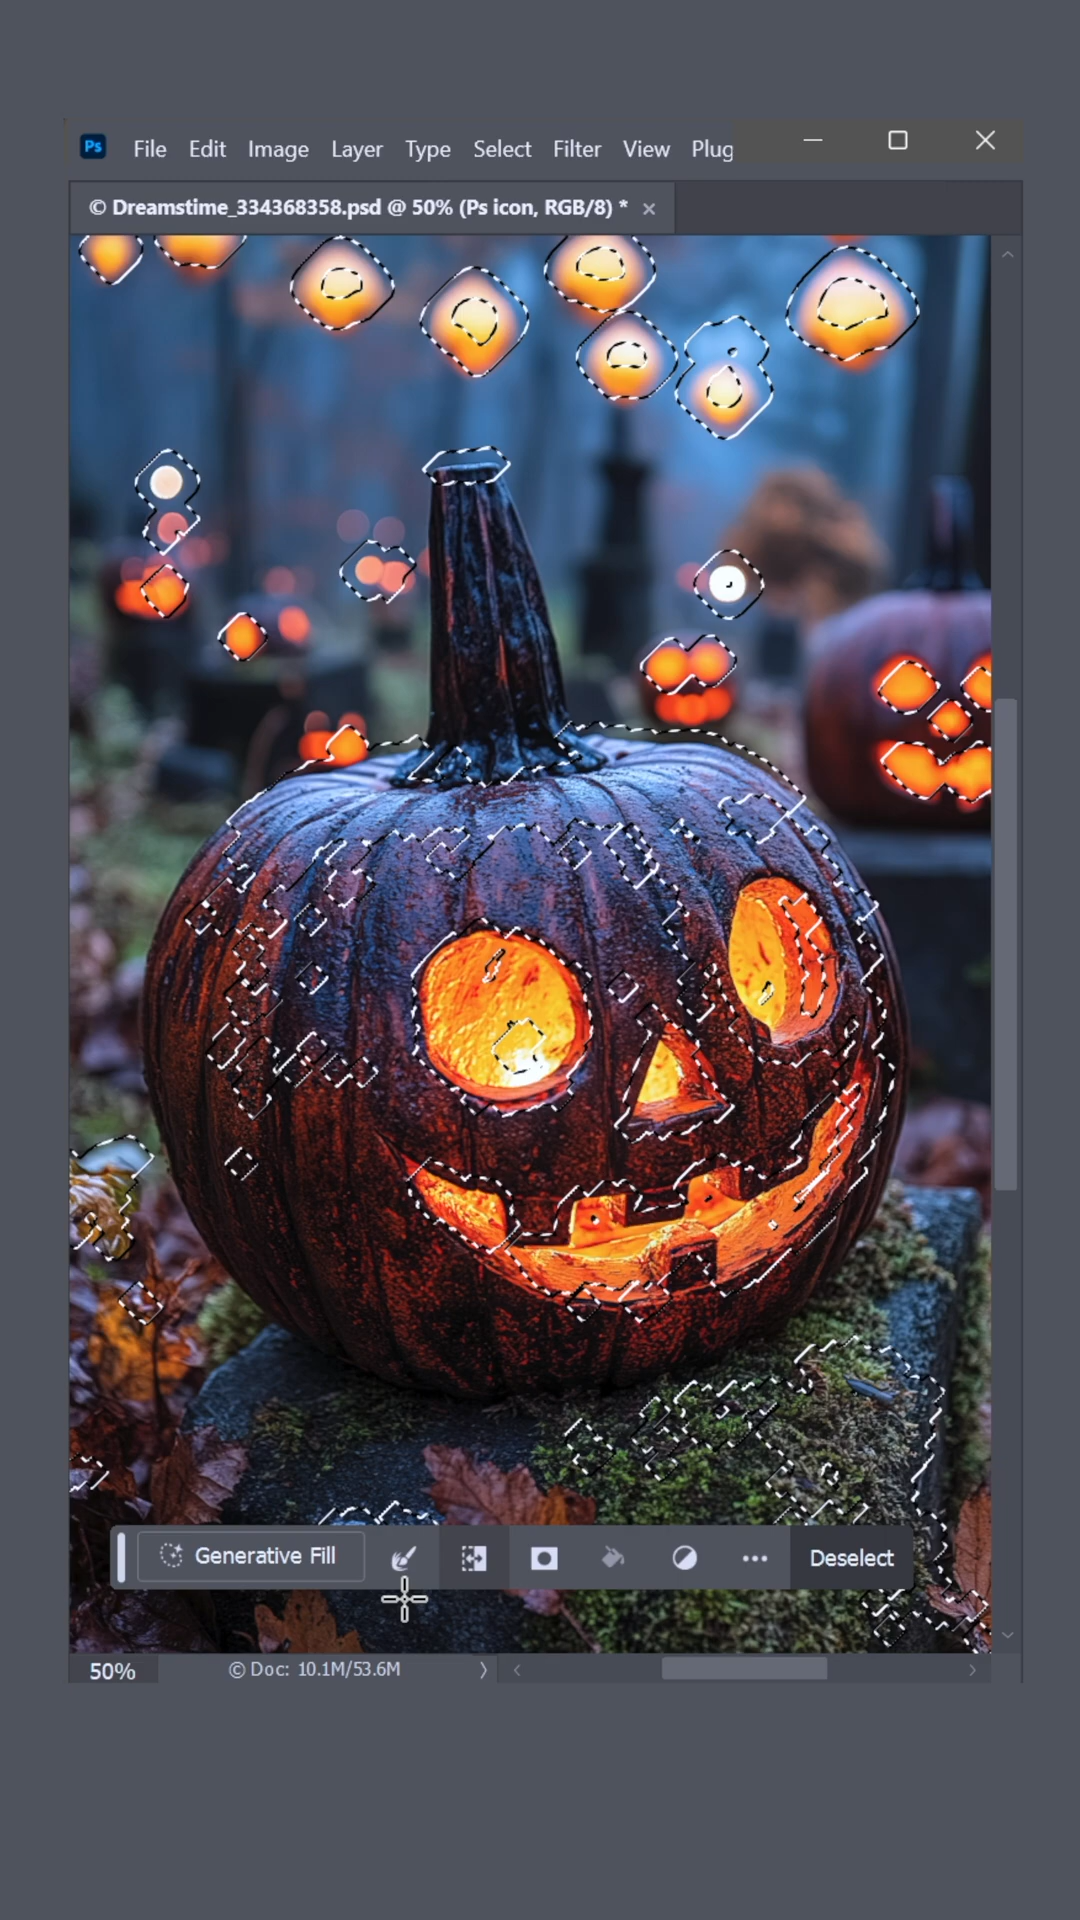 Ps File Edit Image Layer Type Select Filter View Plug
© Dreamstime_334368358.psd @ 50% (Ps icon, RGB/8) *
Generative Fill Deselect
50% © Doc: 10.1M/53.6M